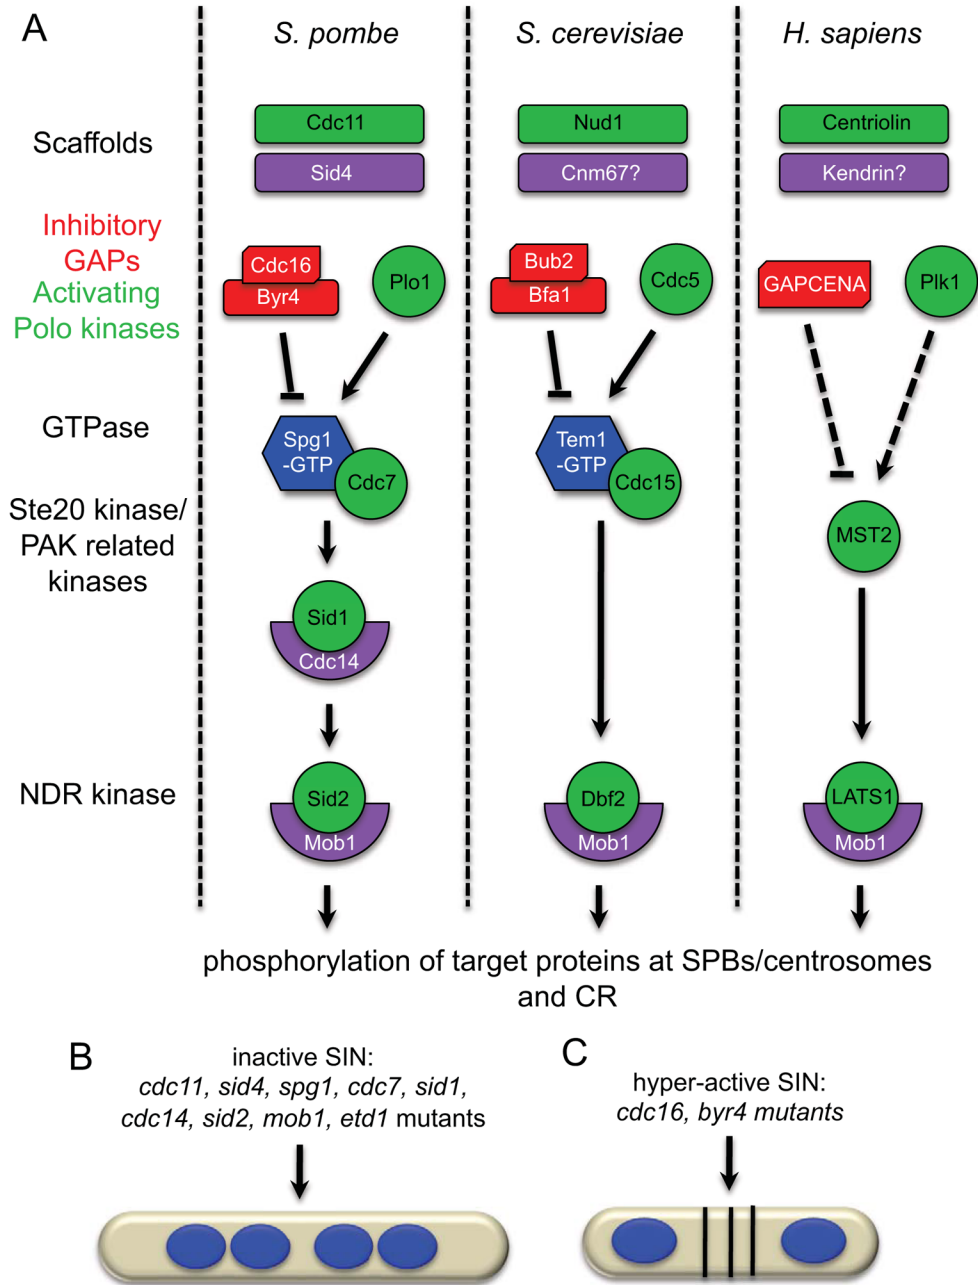 A
S. pombe
S. cerevisiae
H. sapiens
Scaffolds
Cdc11
Nud1
Centriolin
Sid4
Cnm67?
Kendrin?
Inhibitory
GAPs
Activating
Polo kinases
Cdc16
Byr4
Plo1
Bub2
Bfa1
Cdc5
GAPCENA
Plk1
GTPase
Spg1
-GTP
Cdc7
Tem1
-GTP
Cdc15
Ste20 kinase/
PAK related
kinases
MST2
Sid1
Cdc14
NDR kinase
Sid2
Mob1
Dbf2
Mob1
LATS1
Mob1
phosphorylation of target proteins at SPBs/centrosomes
and CR
B
inactive SIN:
cdc11, sid4, spg1, cdc7, sid1,
cdc14, sid2, mob1, etd1 mutants
C
hyper-active SIN:
cdc16, byr4 mutants